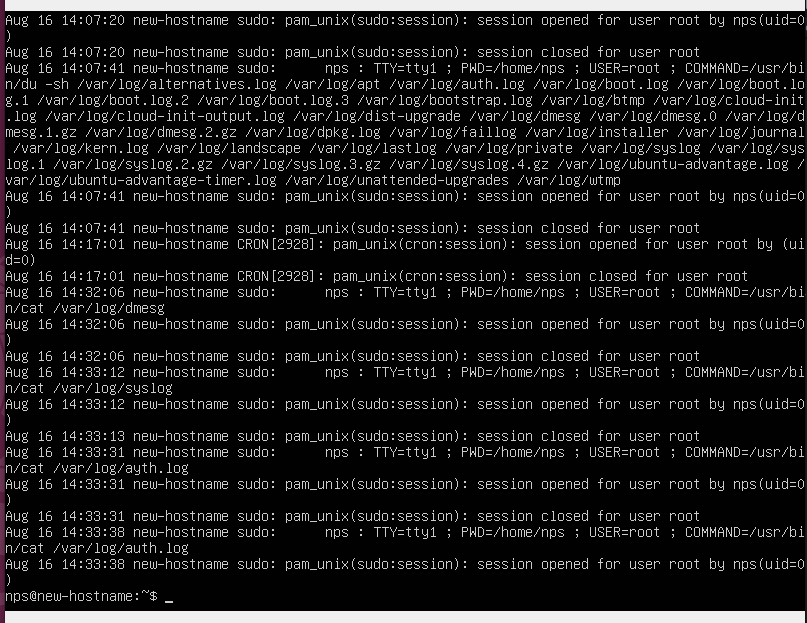 Aug 16 14:07:20 new-hostname sudo: pam_unix(sudo:session): session opened for user root by nps(uid=0
)
Aug 16 14:07:20 new-hostname sudo: pam_unix(sudo:session): session closed for user root
Aug 16 14:07:41 new-hostname sudo:      nps : TTY=tty1 ; PWD=/home/nps ; USER=root ; COMMAND=/usr/bi
n/du -sh /var/log/alternatives.log /var/log/apt /var/log/auth.log /var/log/boot.log /var/log/boot.lo
g.1 /var/log/boot.log.2 /var/log/boot.log.3 /var/log/bootstrap.log /var/log/btmp /var/log/cloud-init
.log /var/log/cloud-init-output.log /var/log/dist-upgrade /var/log/dmesg /var/log/dmesg.0 /var/log/d
mesg.1.gz /var/log/dmesg.2.gz /var/log/dpkg.log /var/log/faillog /var/log/installer /var/log/journal
 /var/log/kern.log /var/log/landscape /var/log/lastlog /var/log/private /var/log/syslog /var/log/sys
log.1 /var/log/syslog.2.gz /var/log/syslog.3.gz /var/log/syslog.4.gz /var/log/ubuntu-advantage.log /
var/log/ubuntu-advantage-timer.log /var/log/unattended-upgrades /var/log/wtmp
Aug 16 14:07:41 new-hostname sudo: pam_unix(sudo:session): session opened for user root by nps(uid=0
)
Aug 16 14:07:41 new-hostname sudo: pam_unix(sudo:session): session closed for user root
Aug 16 14:17:01 new-hostname CRON[2928]: pam_unix(cron:session): session opened for user root by (ui
d=0)
Aug 16 14:17:01 new-hostname CRON[2928]: pam_unix(cron:session): session closed for user root
Aug 16 14:32:06 new-hostname sudo:      nps : TTY=tty1 ; PWD=/home/nps ; USER=root ; COMMAND=/usr/bi
n/cat /var/log/dmesg
Aug 16 14:32:06 new-hostname sudo: pam_unix(sudo:session): session opened for user root by nps(uid=0
)
Aug 16 14:32:06 new-hostname sudo: pam_unix(sudo:session): session closed for user root
Aug 16 14:33:12 new-hostname sudo:      nps : TTY=tty1 ; PWD=/home/nps ; USER=root ; COMMAND=/usr/bi
n/cat /var/log/syslog
Aug 16 14:33:12 new-hostname sudo: pam_unix(sudo:session): session opened for user root by nps(uid=0
)
Aug 16 14:33:13 new-hostname sudo: pam_unix(sudo:session): session closed for user root
Aug 16 14:33:31 new-hostname sudo:      nps : TTY=tty1 ; PWD=/home/nps ; USER=root ; COMMAND=/usr/bi
n/cat /var/log/ayth.log
Aug 16 14:33:31 new-hostname sudo: pam_unix(sudo:session): session opened for user root by nps(uid=0
)
Aug 16 14:33:31 new-hostname sudo: pam_unix(sudo:session): session closed for user root
Aug 16 14:33:38 new-hostname sudo:      nps : TTY=tty1 ; PWD=/home/nps ; USER=root ; COMMAND=/usr/bi
n/cat /var/log/auth.log
Aug 16 14:33:38 new-hostname sudo: pam_unix(sudo:session): session opened for user root by nps(uid=0
)
nps@new-hostname:~$ _